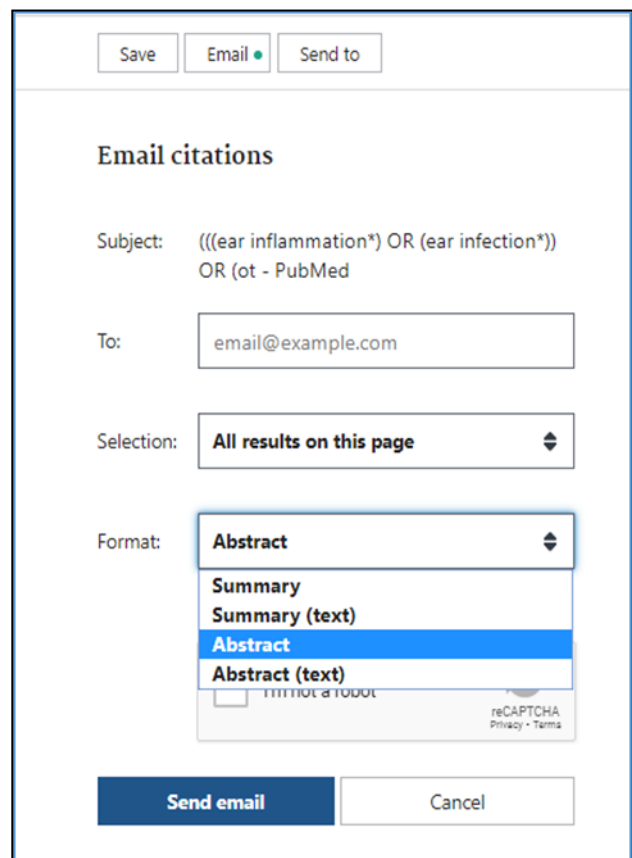 Save Email Send to
Email citations
Subject: (((ear inflammation*) OR (ear infection*))
OR (ot - PubMed
To: email@example.com
Selection: All results on this page
Format: Abstract
Summary
Summary (text)
Abstract
Abstract (text)
I'm not a robot
reCAPTCHA
Privacy - Terms
Send email Cancel